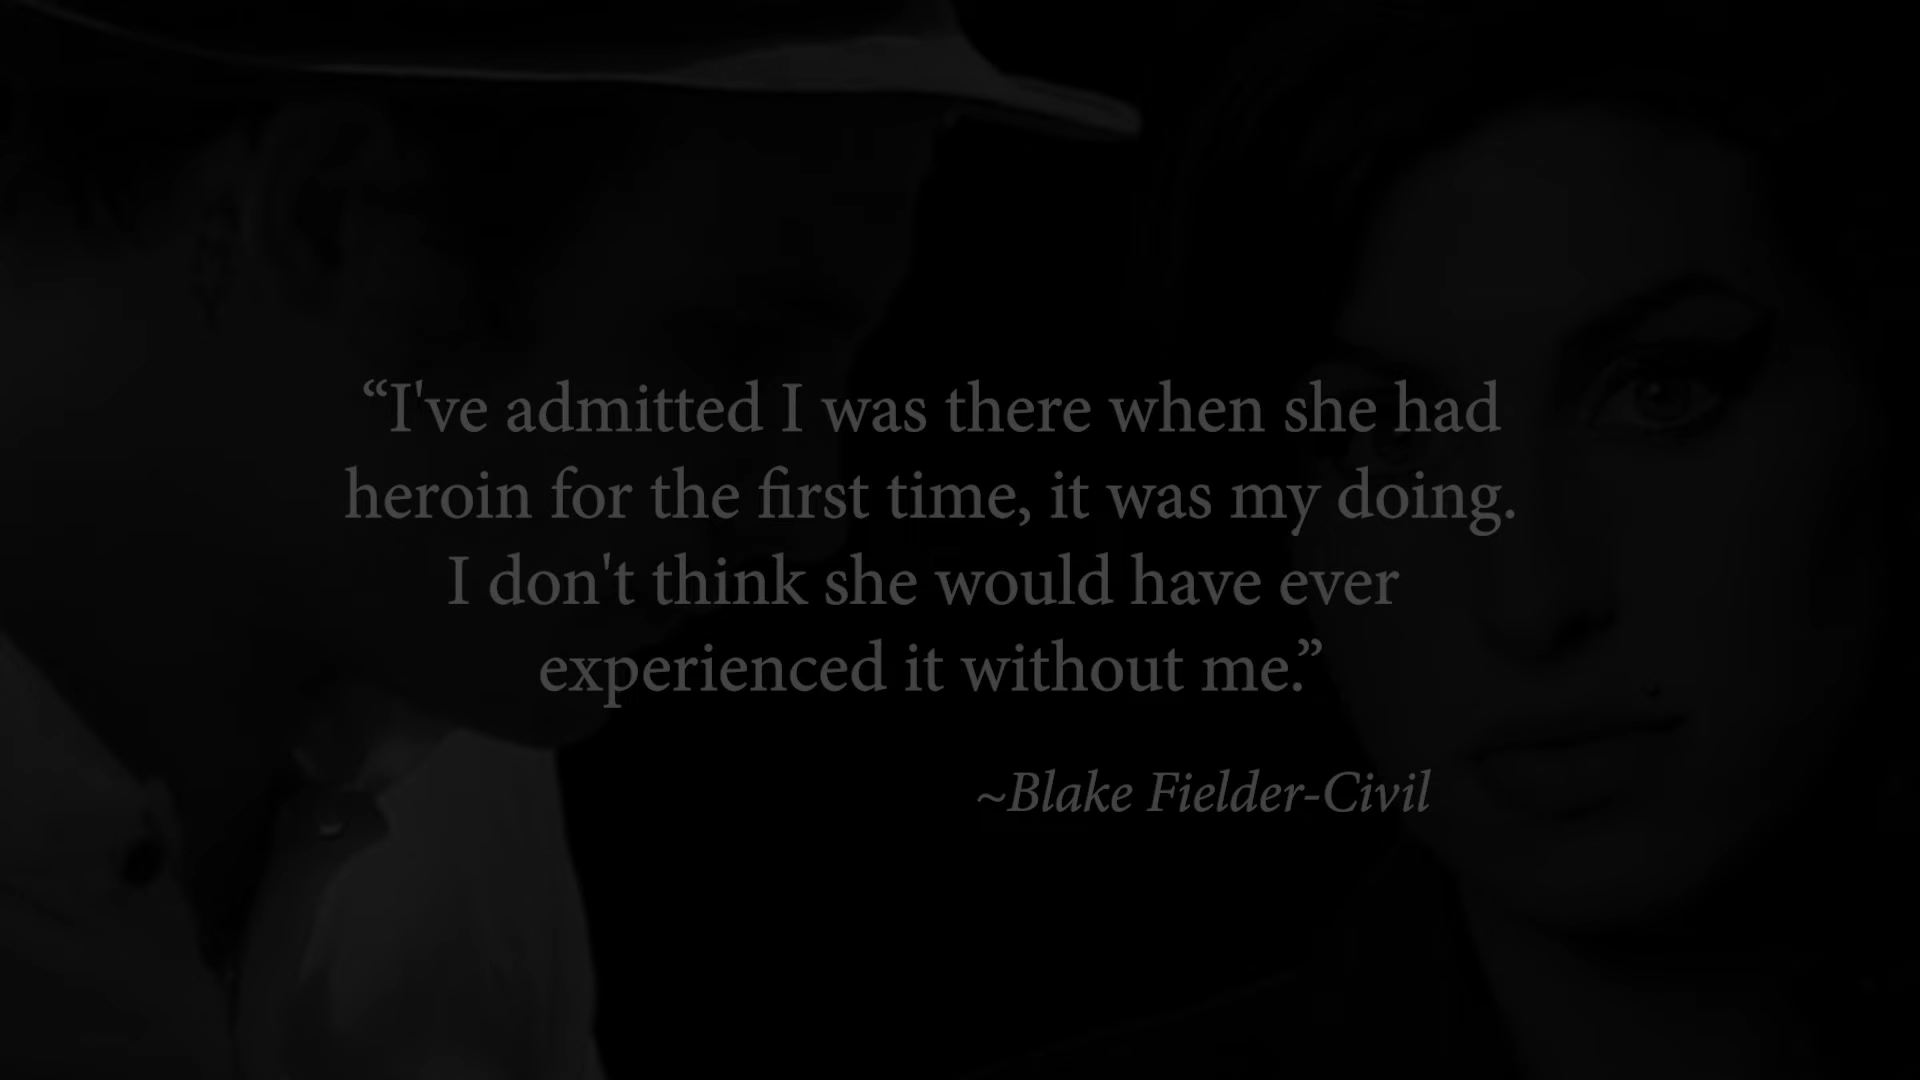 “I've admitted I was there when she had
heroin for the first time, it was my doing.
I don't think she would have ever
experienced it without me.”
~Blake Fielder-Civil